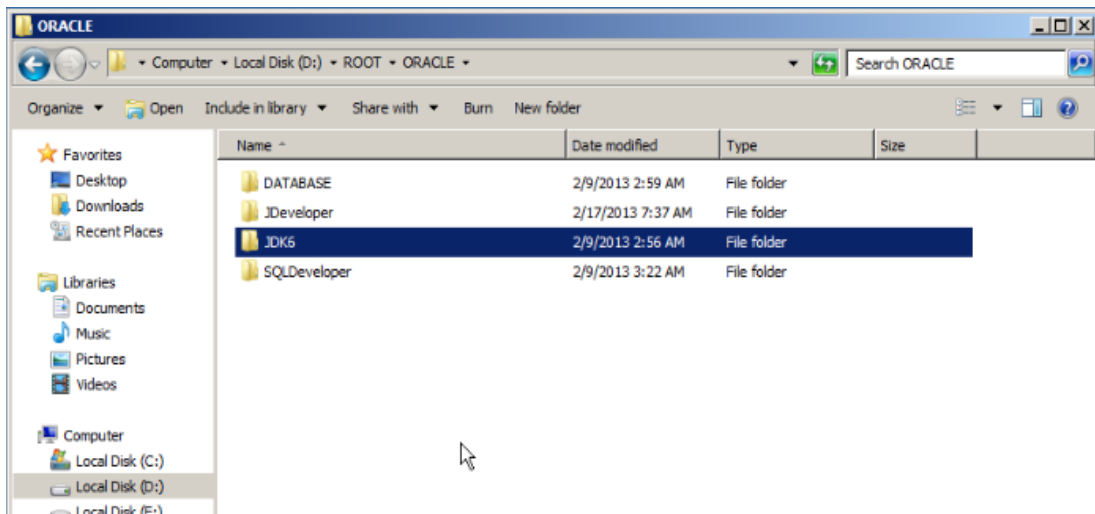 ORACLE
Computer Local Disk (D:) ROOT ORACLE Search ORACLE
Organize Open Include in library Share with Burn New folder
Favorites
Desktop
Downloads
Recent Places
Libraries
Documents
Music
Pictures
Videos
Computer
Local Disk (C:)
Local Disk (D:)
Local Disk (E:)
Name Date modified Type Size
DATABASE 2/9/2013 2:59 AM File folder
JDeveloper 2/17/2013 7:37 AM File folder
JDK6 2/9/2013 2:56 AM File folder
SQLDeveloper 2/9/2013 3:22 AM File folder